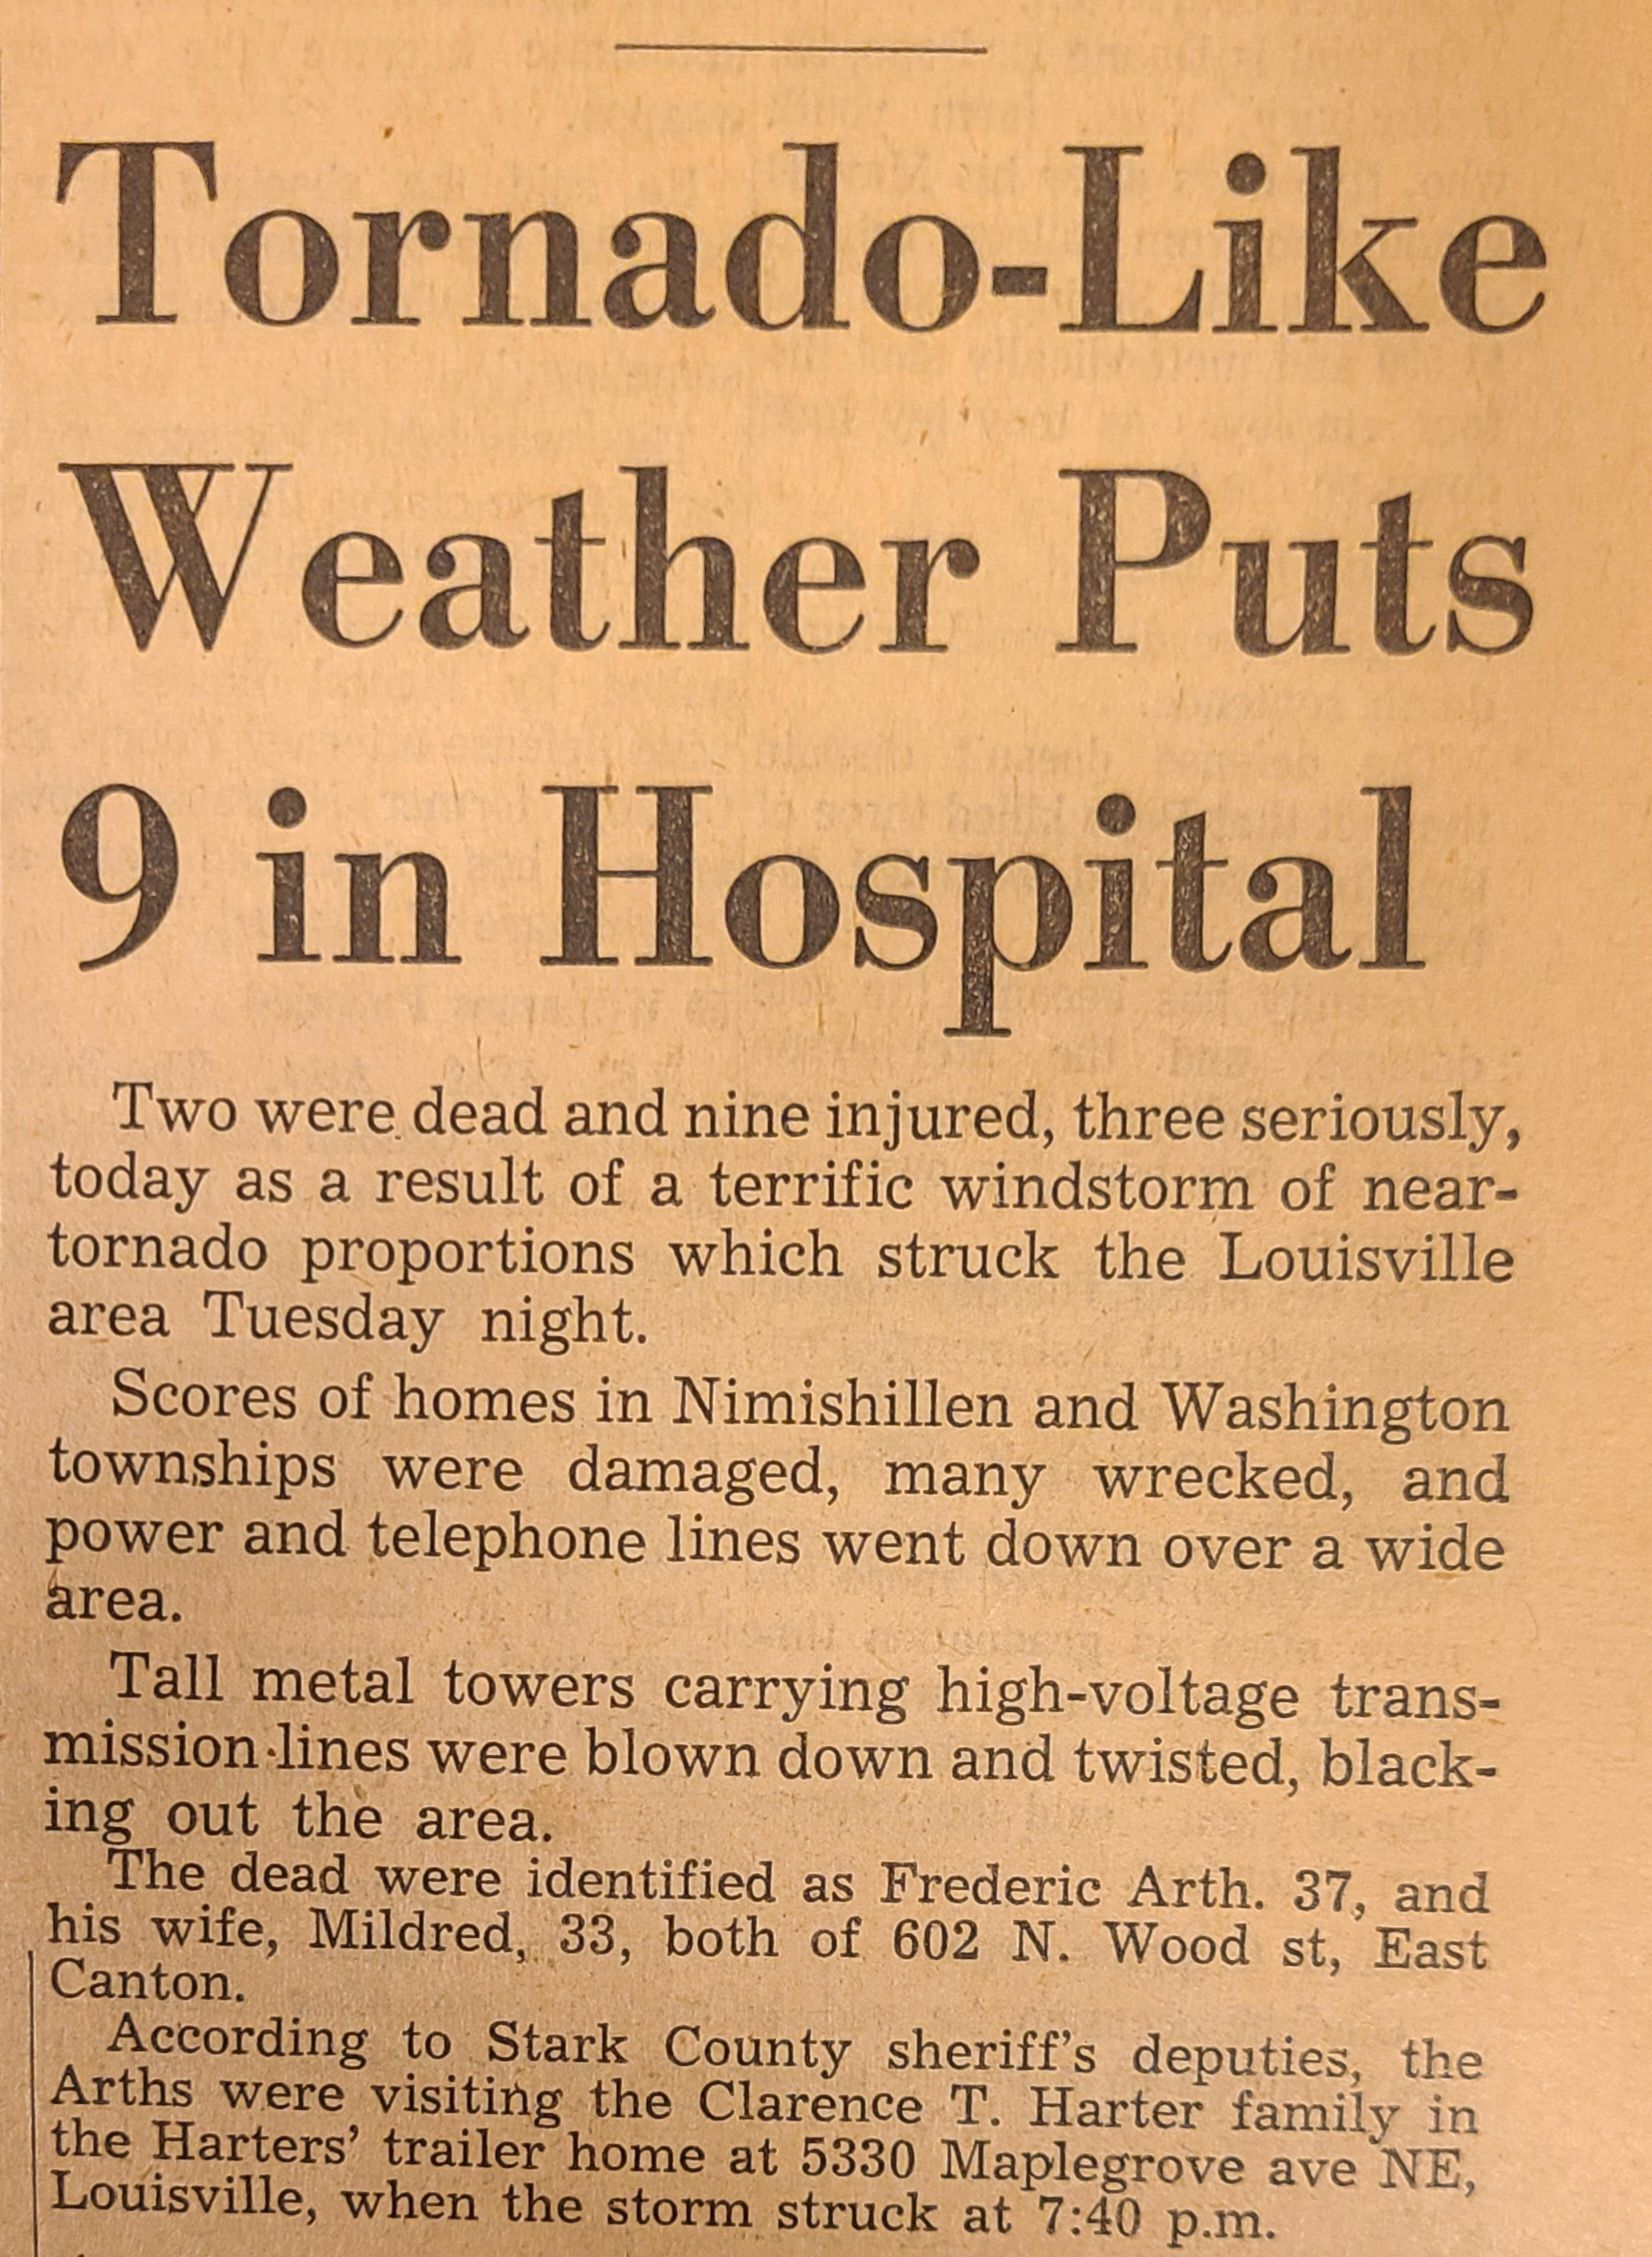 Tornado-Like
Weather Puts
9 in Hospital
Two were dead and nine injured, three seriously,
today as a result of a terrific windstorm of near-
tornado proportions which struck the Louisville
area Tuesday night.
Scores of homes in Nimishillen and Washington
townships were damaged, many wrecked, and
power and telephone lines went down over a wide
area.
Tall metal towers carrying high-voltage trans-
mission lines were blown down and twisted, black-
ing out the area.
The dead were identified as Frederic Arth. 37, and
his wife, Mildred, 33, both of 602 N. Wood st, East
Canton.
According to Stark County sheriff's deputies, the
Arths were visiting the Clarence T. Harter family in
the Harters' trailer home at 5330 Maplegrove ave NE,
Louisville, when the storm struck at 7:40 p.m.